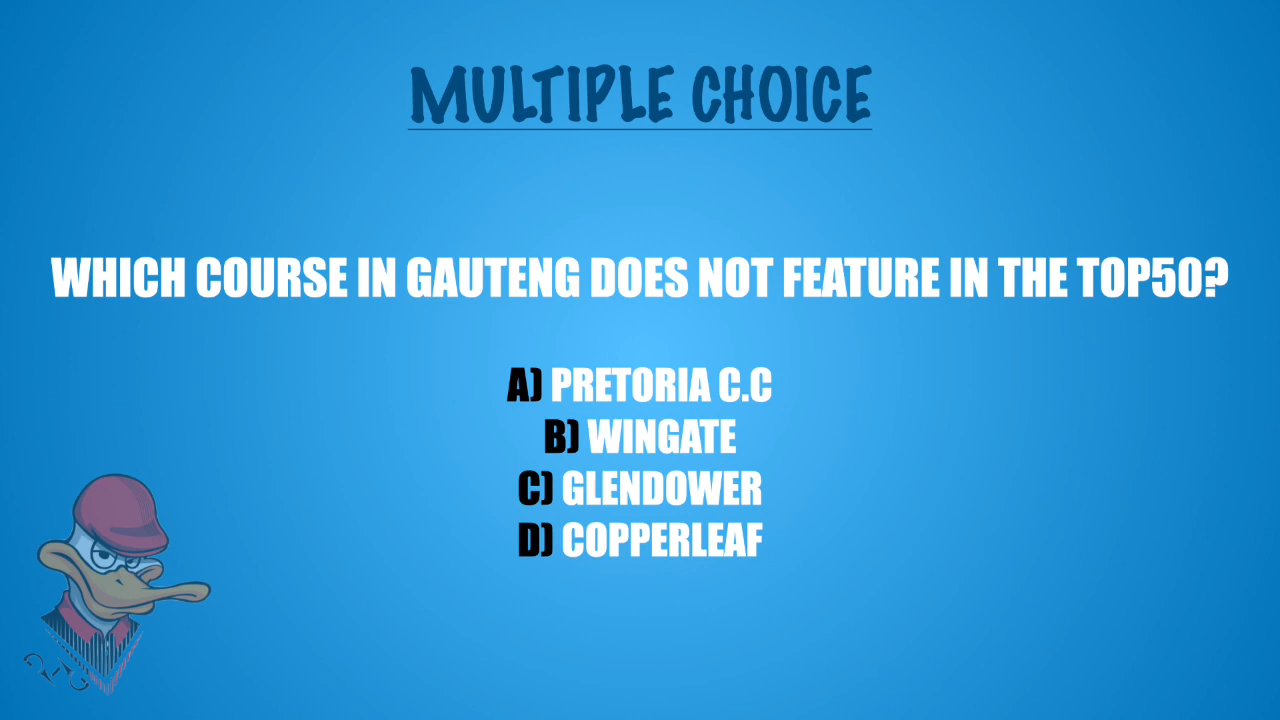 MULTIPLE CHOICE
WHICH COURSE IN GAUTENG DOES NOT FEATURE IN THE TOP50?
A) PRETORIA C.C
B) WINGATE
C) GLENDOWER
D) COPPERLEAF